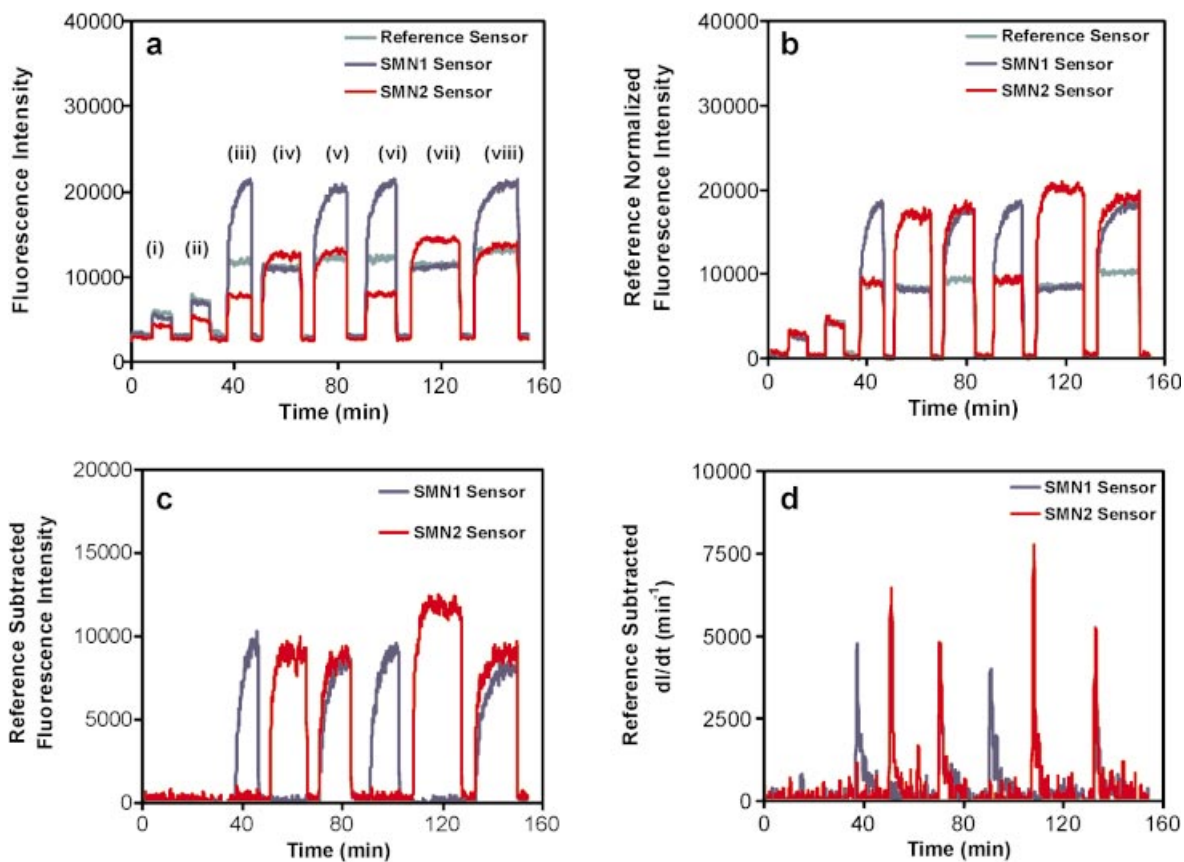 a
Reference Sensor
SMN1 Sensor
SMN2 Sensor
40000
30000
20000
10000
0
(i)
(ii)
(iii)
(iv)
(v)
(vi)
(vii)
(viii)
0
40
80
120
160
Fluorescence Intensity
Time (min)
b
Reference Sensor
SMN1 Sensor
SMN2 Sensor
40000
30000
20000
10000
0
0
40
80
120
160
Reference Normalized
Fluorescence Intensity
Time (min)
c
SMN1 Sensor
SMN2 Sensor
20000
15000
10000
5000
0
0
40
80
120
160
Reference Subtracted
Fluorescence Intensity
Time (min)
d
SMN1 Sensor
SMN2 Sensor
10000
7500
5000
2500
0
0
40
80
120
160
Reference Subtracted
dI/dt (min⁻¹)
Time (min)